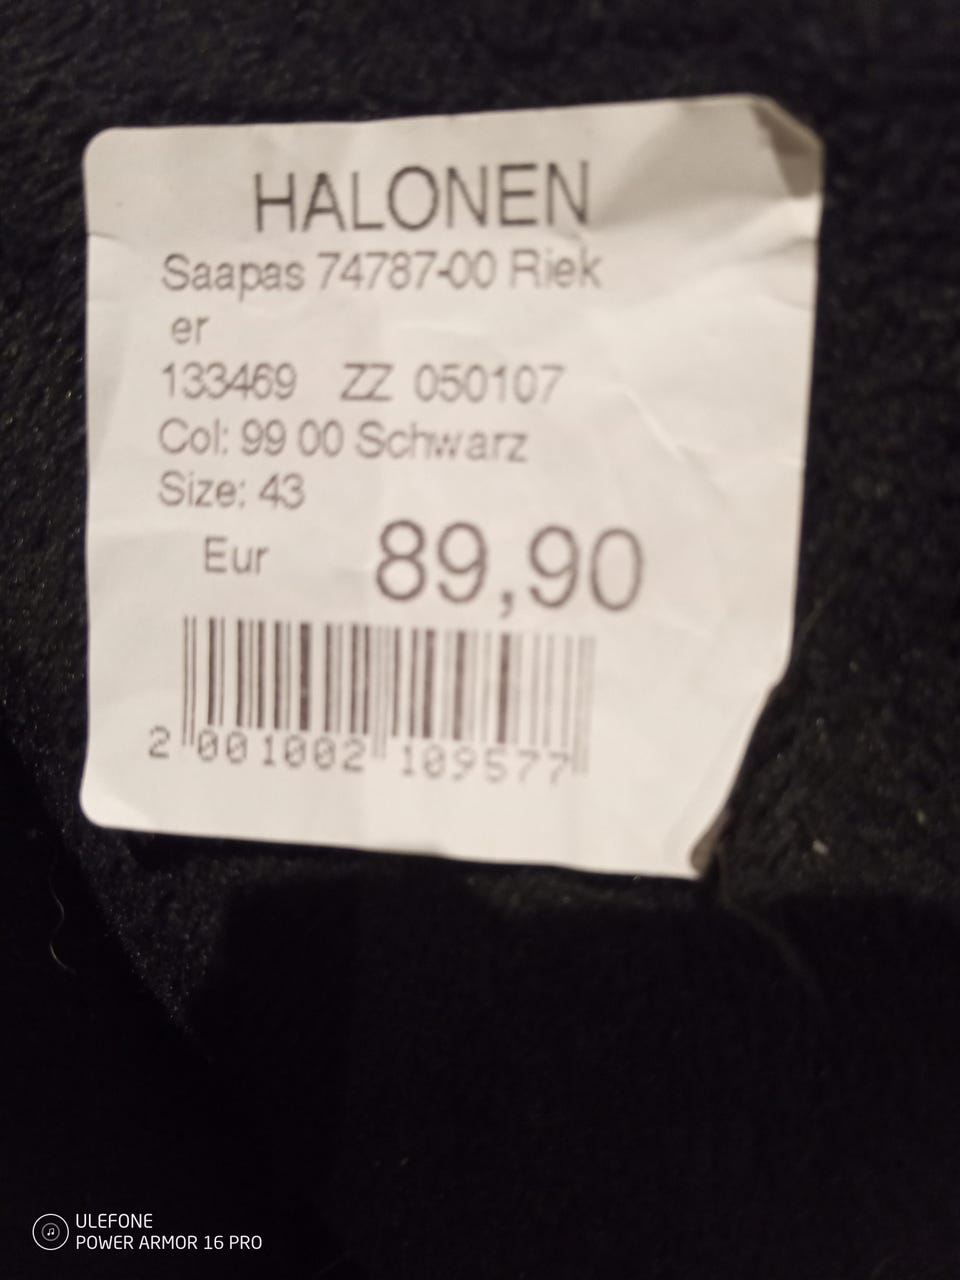 HALONEN
Saapas 74787-00 Riek
er
133469 ZZ 050107
Col: 99 00 Schwarz
Size: 43
Eur 89,90
2 001002 109577
ULEFONE
POWER ARMOR 16 PRO